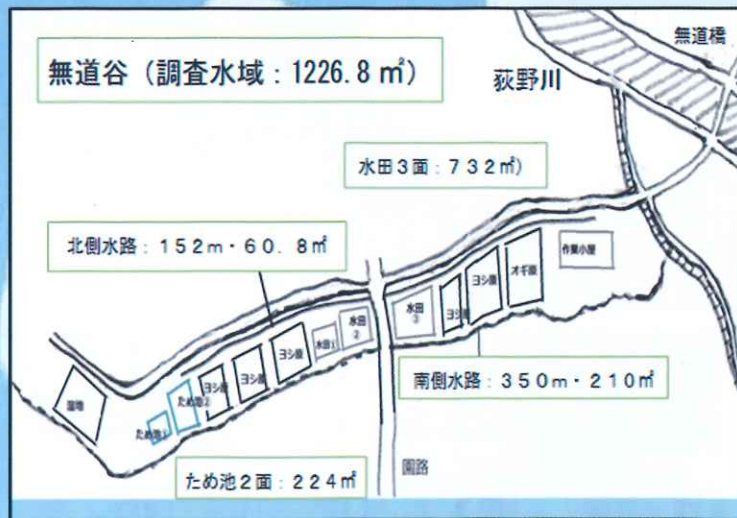 無道橋
無道谷（調査水域：1226.8㎡）
荻野川
水田3面：732㎡）
北側水路：152m・60.8㎡
作業小屋
オギ原
ヨシ原
ヨシ原
水田③
水田②
水田①
ヨシ原
ヨシ原
ヨシ原
ため池②
ため池①
湿地
南側水路：350m・210㎡
園路
ため池2面：224㎡